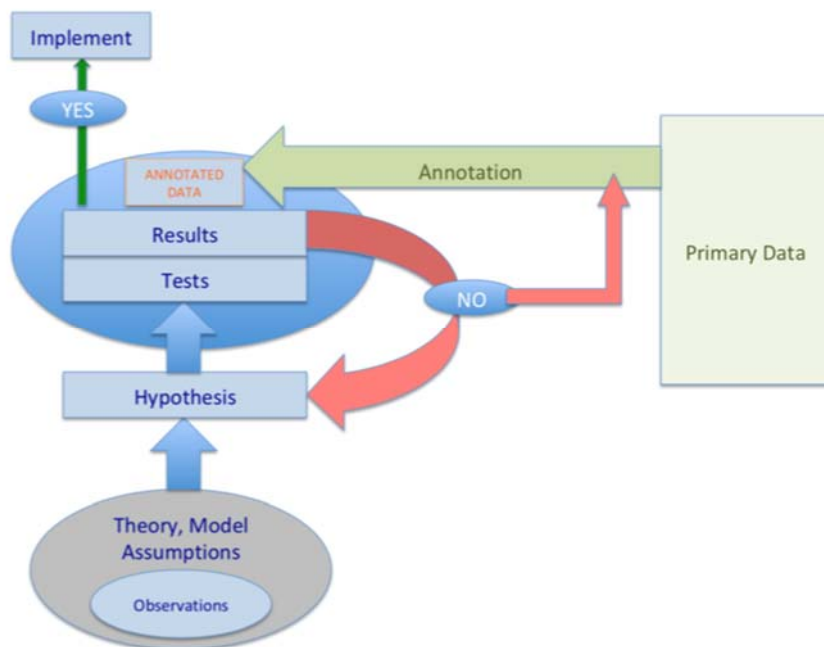 Implement
YES
ANNOTATED
DATA
Annotation
Results
Primary Data
Tests
NO
Hypothesis
Theory, Model
Assumptions
Observations